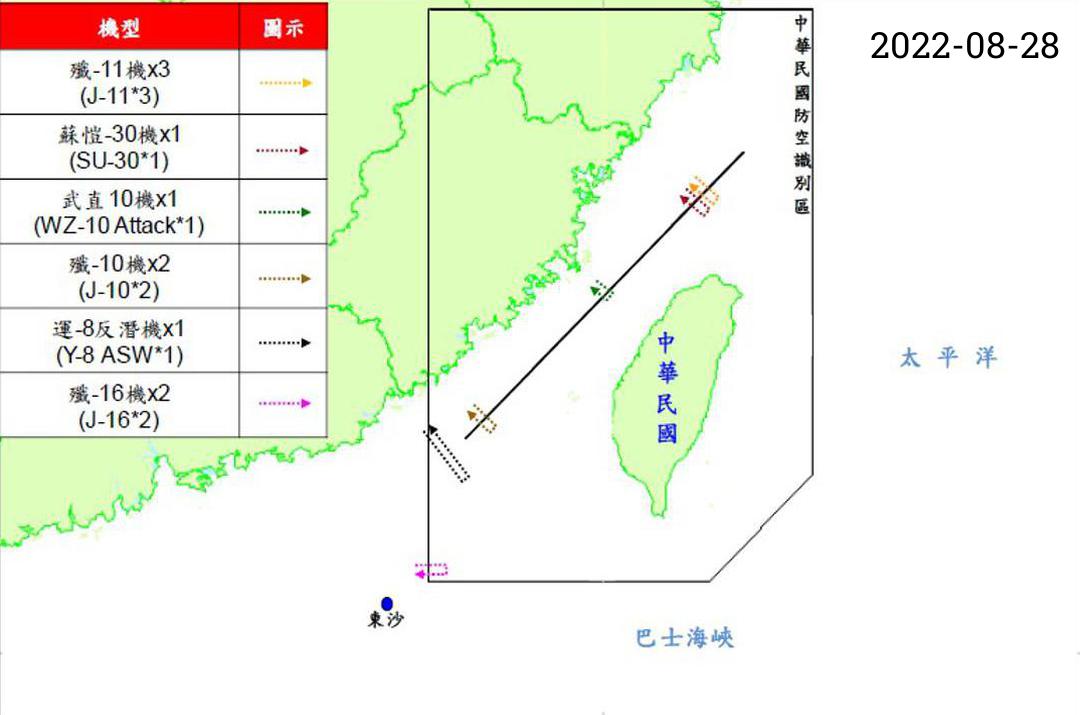 機型 圖示
殲-11機x3
(J-11*3)
蘇愷-30機x1
(SU-30*1)
武直10機x1
(WZ-10 Attack*1)
殲-10機x2
(J-10*2)
運-8反潛機x1
(Y-8 ASW*1)
殲-16機x2
(J-16*2)
中華民國防空識別區
2022-08-28
中華民國
太平洋
東沙
巴士海峽